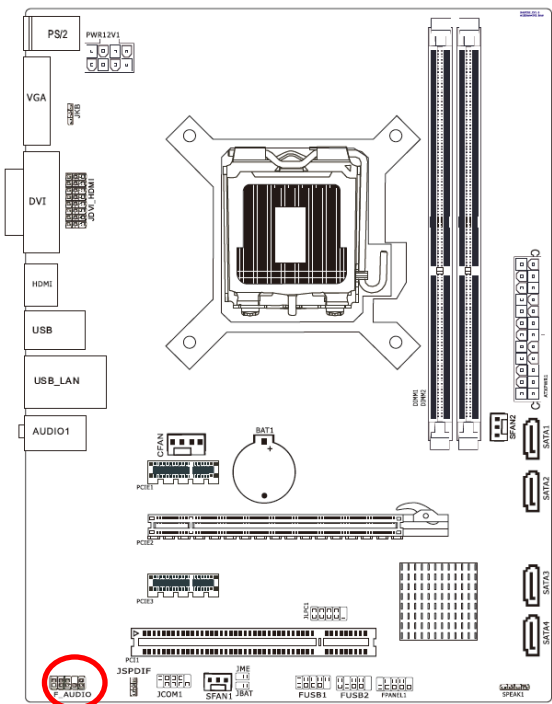 PS/2
PWR12V1
VGA
JKB
DVI
JDVI_HDMI
HDMI
USB
USB_LAN
AUDIO1
DIMM1
DIMM2
ATXPWR1
SFAN2
SATA1
CFAN
BAT1
PCIE1
SATA2
PCIE2
PCIE3
SATA3
JLPC1
SATA4
PCI1
F_AUDIO
JSPDIF
JCOM1
SFAN1
JME
JBAT
FUSB1
FUSB2
FPANEL1
SPEAK1